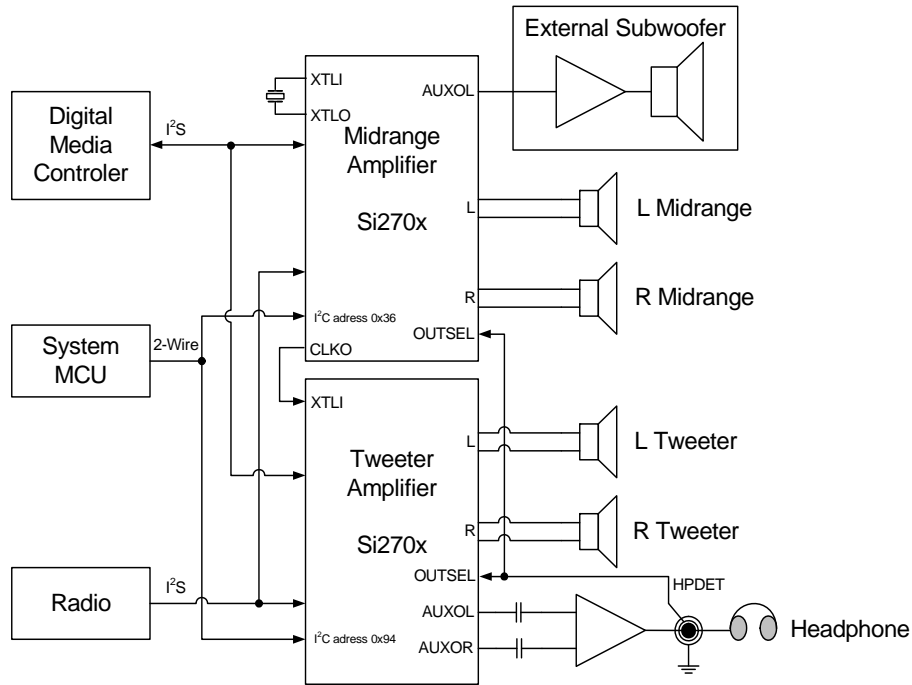 External Subwoofer
XTLI
XTLO
AUXOL
Digital
Media
Controler
I²S
Midrange
Amplifier
Si270x
L
L Midrange
R
R Midrange
I²C adress 0x36
OUTSEL
System
MCU
2-Wire
CLKO
XTLI
Tweeter
Amplifier
Si270x
L
L Tweeter
R
R Tweeter
OUTSEL
HPDET
Radio
I²S
AUXOL
AUXOR
I²C adress 0x94
Headphone